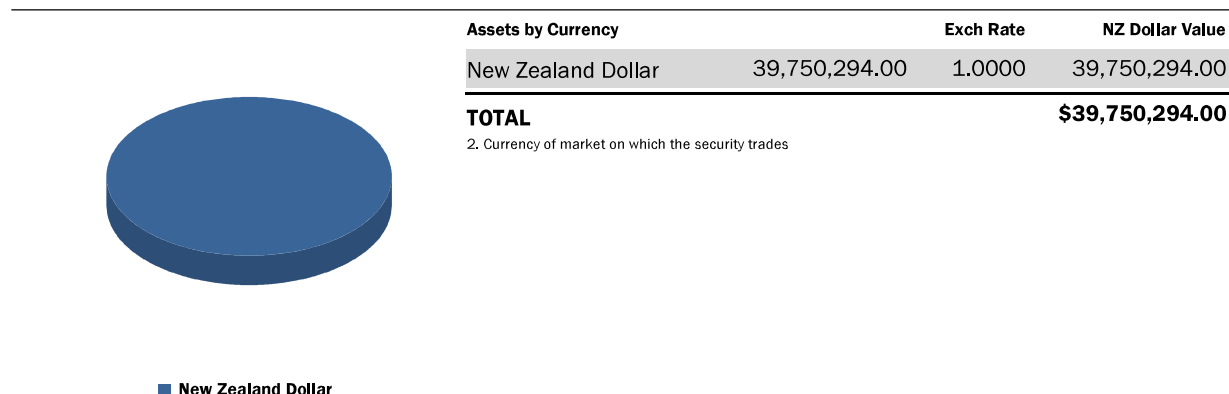 Assets by Currency Exch Rate NZ Dollar Value
New Zealand Dollar 39,750,294.00 1.0000 39,750,294.00
TOTAL $39,750,294.00
2. Currency of market on which the security trades
New Zealand Dollar